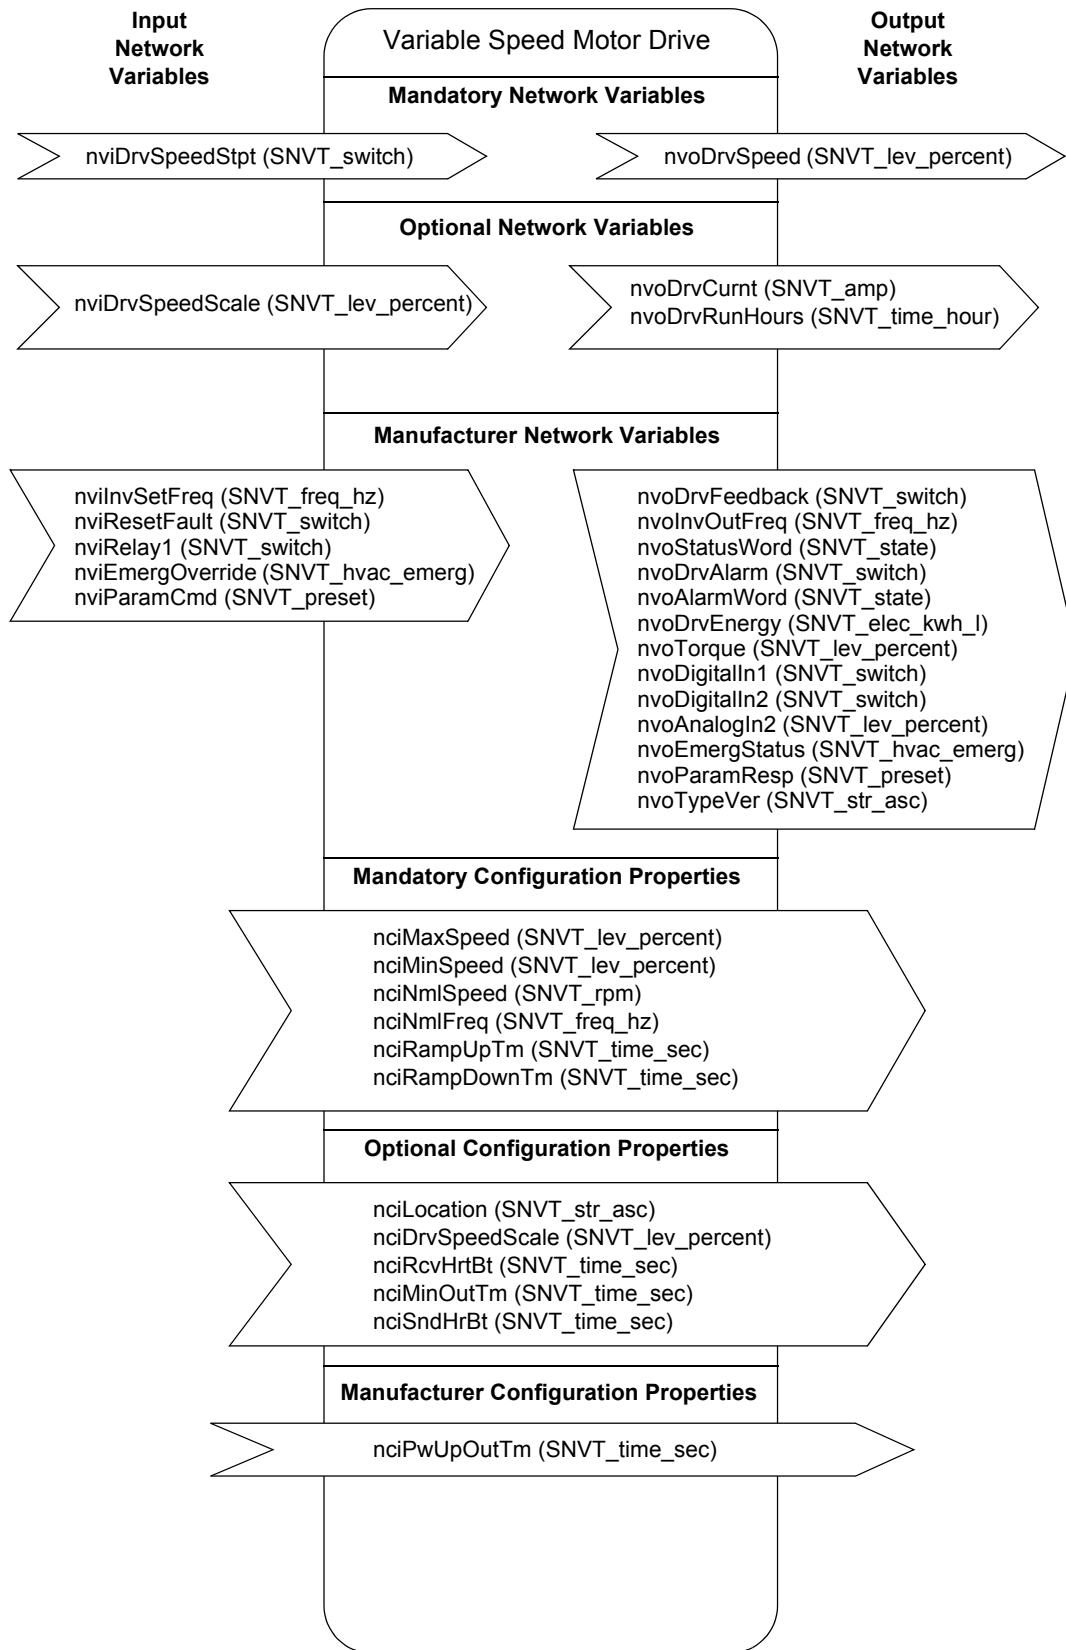 Input
Network
Variables
Variable Speed Motor Drive
Output
Network
Variables
Mandatory Network Variables
nviDrvSpeedStpt (SNVT_switch)
nvoDrvSpeed (SNVT_lev_percent)
Optional Network Variables
nviDrvSpeedScale (SNVT_lev_percent)
nvoDrvCurnt (SNVT_amp)
nvoDrvRunHours (SNVT_time_hour)
Manufacturer Network Variables
nviInvSetFreq (SNVT_freq_hz)
nviResetFault (SNVT_switch)
nviRelay1 (SNVT_switch)
nviEmergOverride (SNVT_hvac_emerg)
nviParamCmd (SNVT_preset)
nvoDrvFeedback (SNVT_switch)
nvoInvOutFreq (SNVT_freq_hz)
nvoStatusWord (SNVT_state)
nvoDrvAlarm (SNVT_switch)
nvoAlarmWord (SNVT_state)
nvoDrvEnergy (SNVT_elec_kwh_l)
nvoTorque (SNVT_lev_percent)
nvoDigitalIn1 (SNVT_switch)
nvoDigitalIn2 (SNVT_switch)
nvoAnalogIn2 (SNVT_lev_percent)
nvoEmergStatus (SNVT_hvac_emerg)
nvoParamResp (SNVT_preset)
nvoTypeVer (SNVT_str_asc)
Mandatory Configuration Properties
nciMaxSpeed (SNVT_lev_percent)
nciMinSpeed (SNVT_lev_percent)
nciNmlSpeed (SNVT_rpm)
nciNmlFreq (SNVT_freq_hz)
nciRampUpTm (SNVT_time_sec)
nciRampDownTm (SNVT_time_sec)
Optional Configuration Properties
nciLocation (SNVT_str_asc)
nciDrvSpeedScale (SNVT_lev_percent)
nciRcvHrtBt (SNVT_time_sec)
nciMinOutTm (SNVT_time_sec)
nciSndHrBt (SNVT_time_sec)
Manufacturer Configuration Properties
nciPwUpOutTm (SNVT_time_sec)